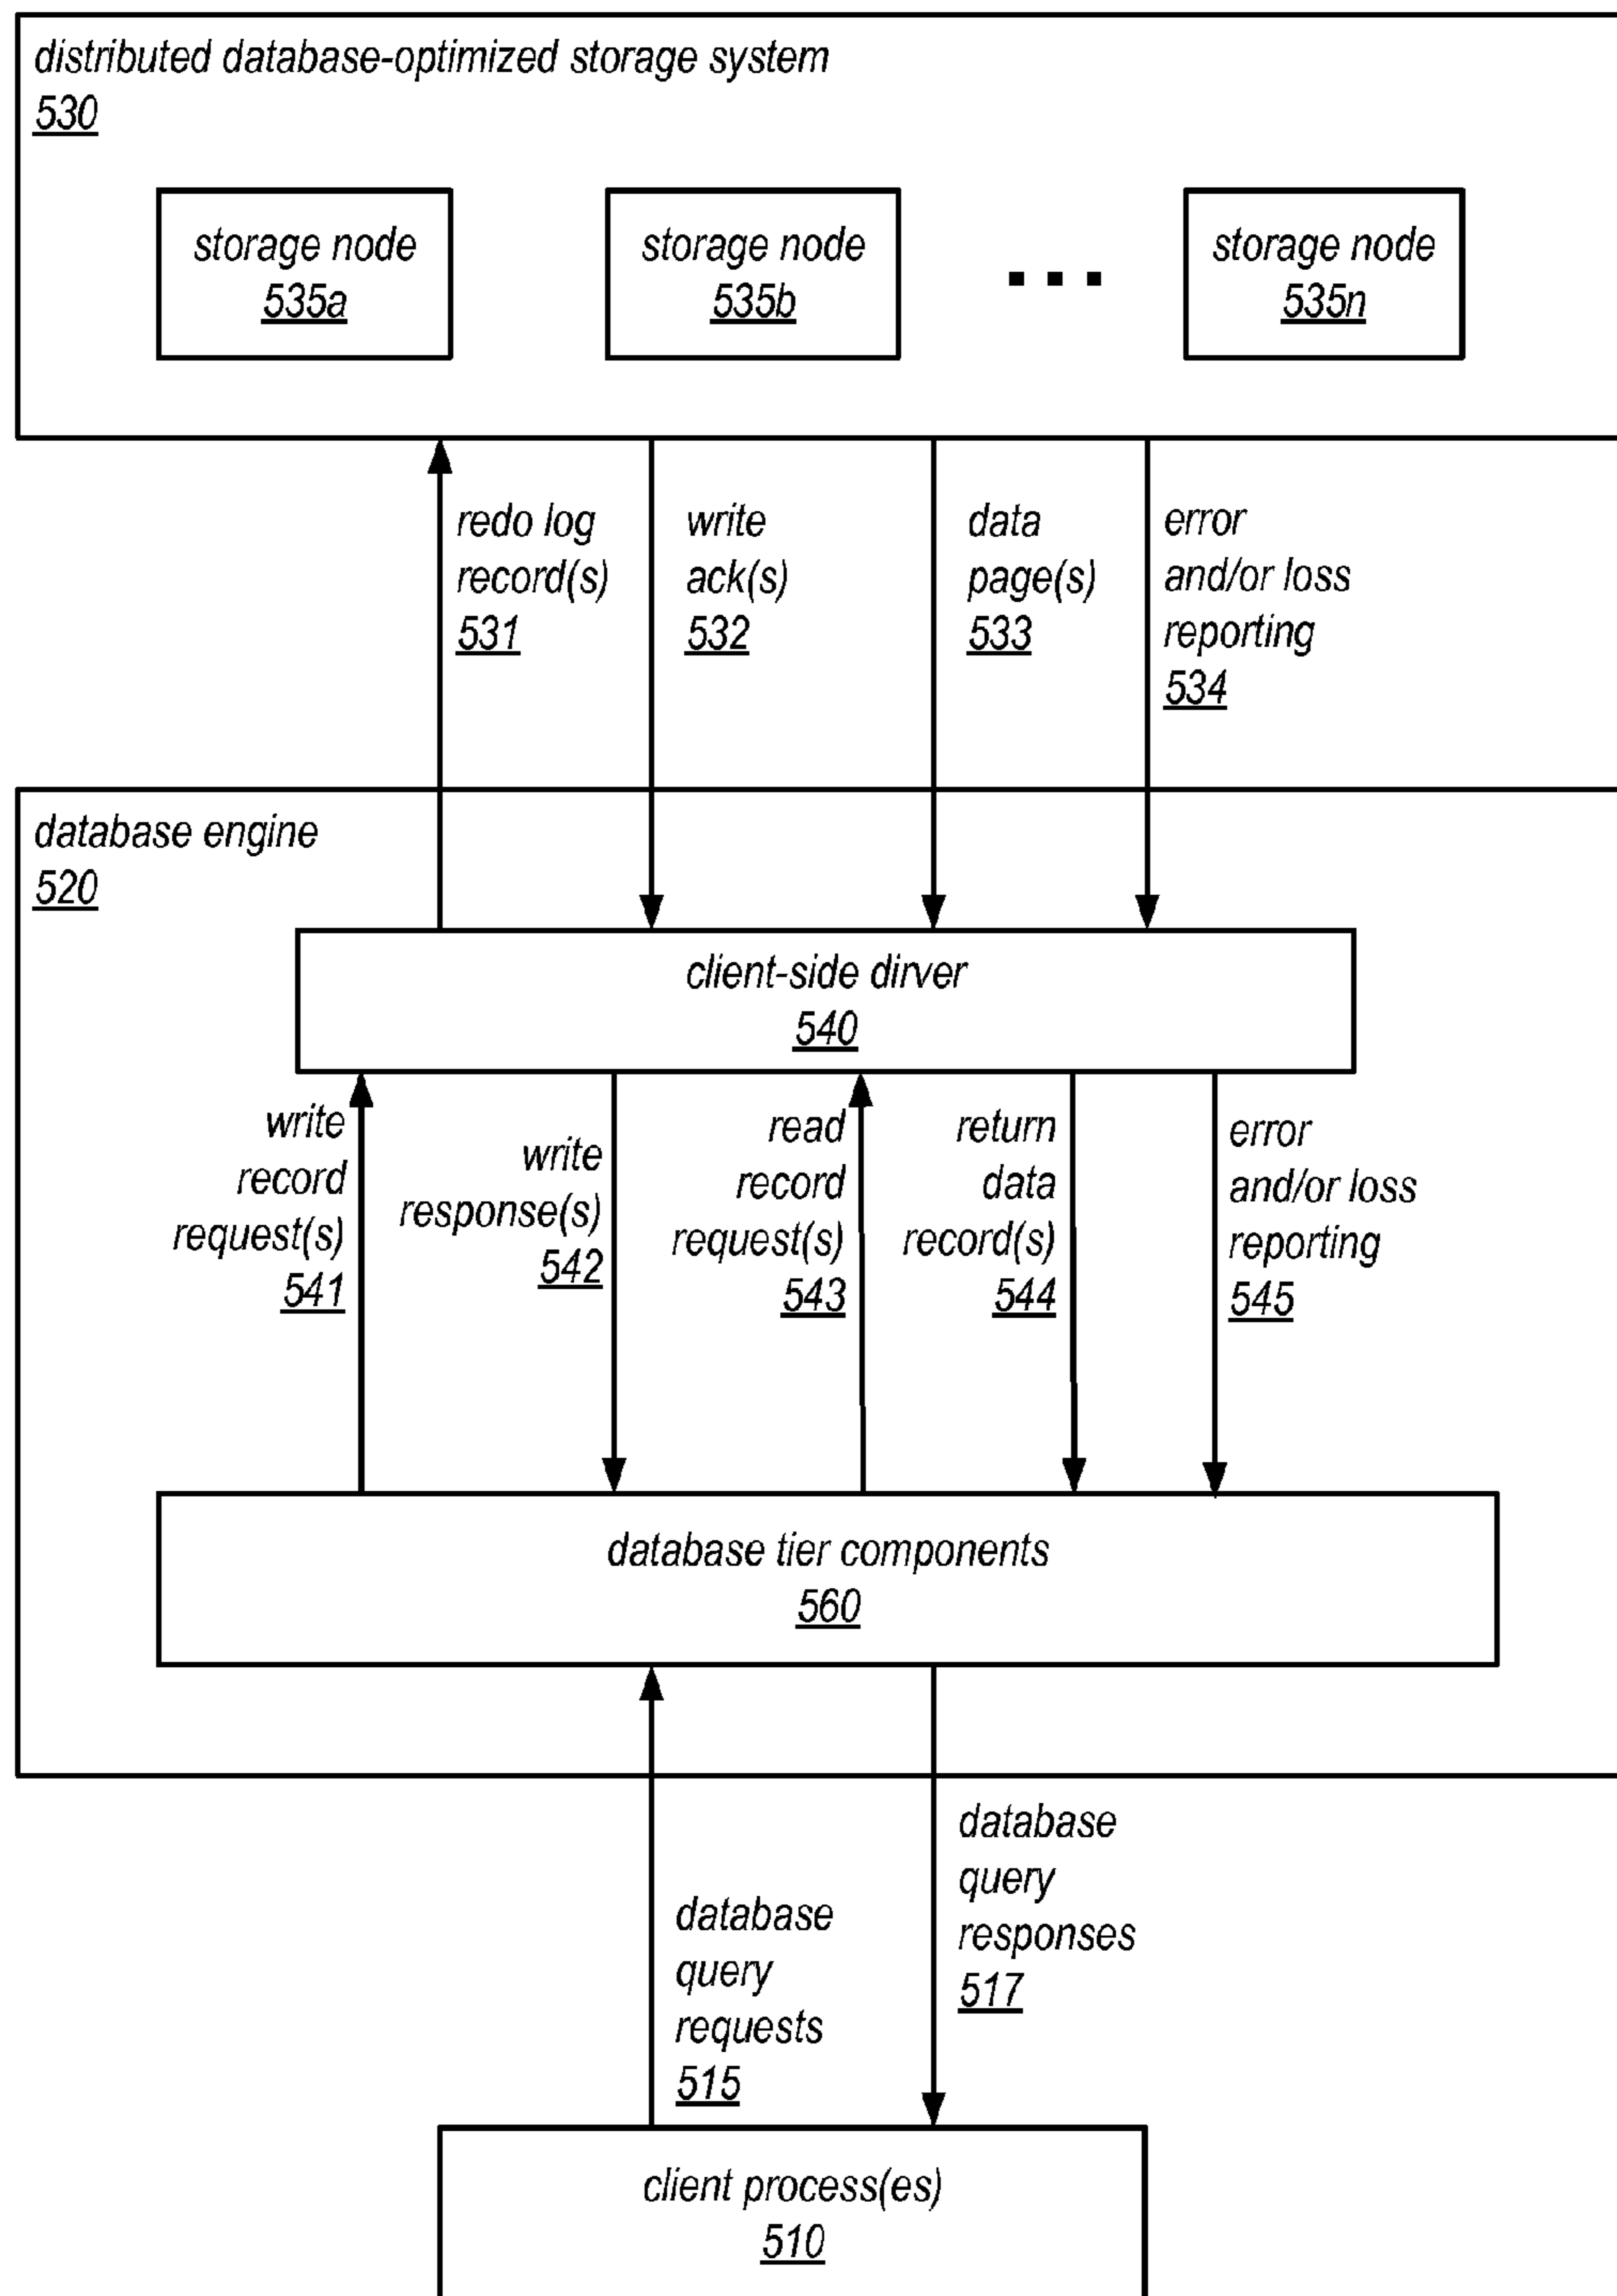 distributed database-optimized storage system
530
storage node
535a
storage node
535b
storage node
535n
redo log
record(s)
531
write
ack(s)
532
data
page(s)
533
error
and/or loss
reporting
534
database engine
520
client-side dirver
540
write
record
request(s)
541
write
response(s)
542
read
record
request(s)
543
return
data
record(s)
544
error
and/or loss
reporting
545
database tier components
560
database
query
requests
515
database
query
responses
517
client process(es)
510